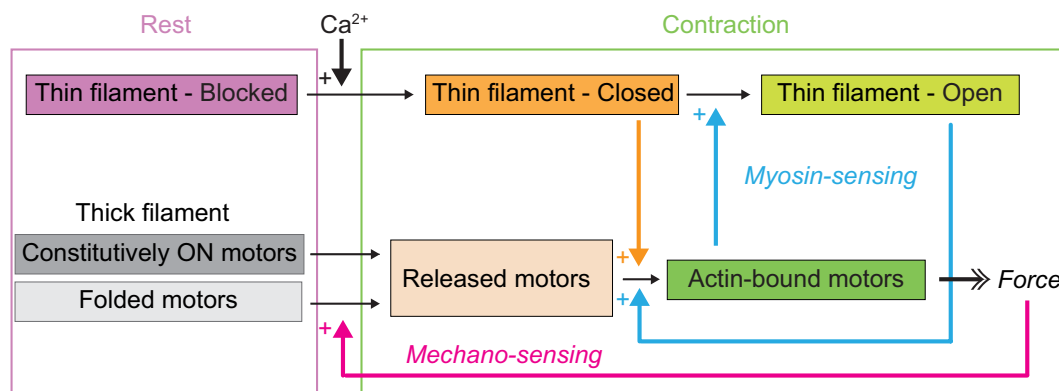 Rest
Ca²⁺
Contraction
+
Thin filament - Blocked
Thin filament - Closed
Thin filament - Open
+
Myosin-sensing
Thick filament
Constitutively ON motors
Folded motors
Released motors
+
+
Actin-bound motors
Force
+
Mechano-sensing